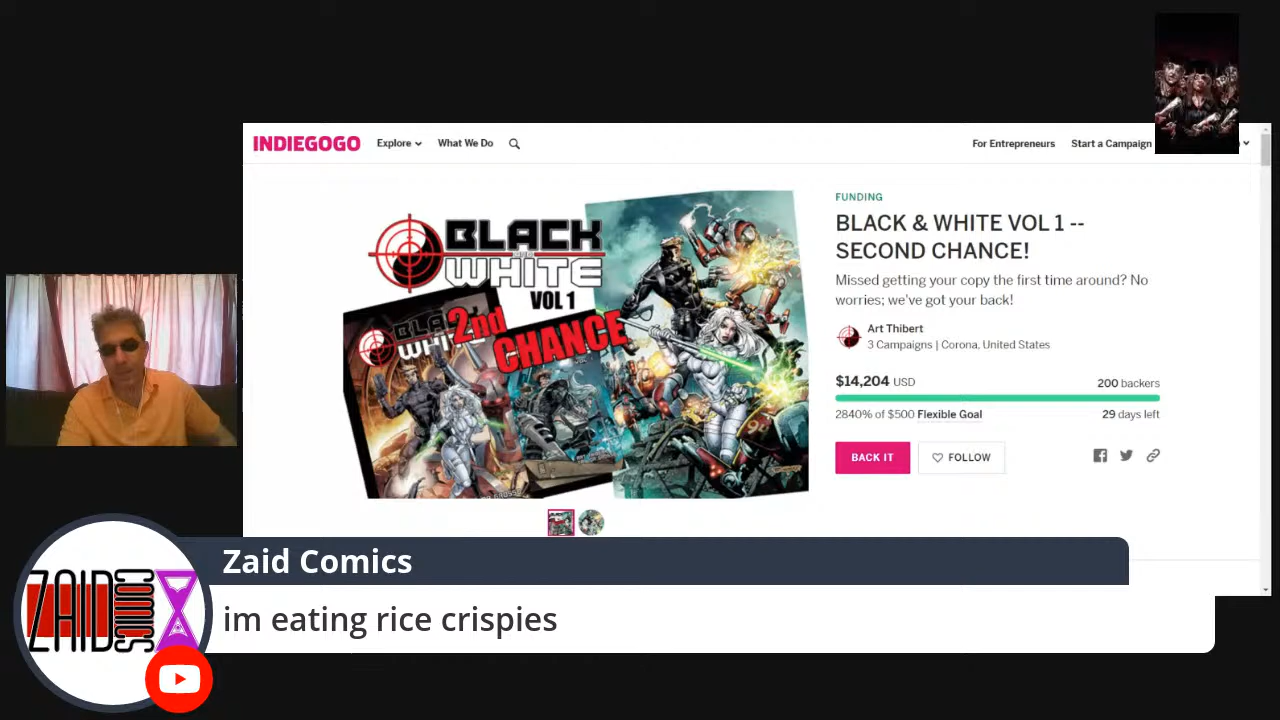 INDIEGOGO Explore What We Do For Entrepreneurs Start a Campaign
FUNDING
BLACK & WHITE VOL 1 --
SECOND CHANCE!
Missed getting your copy the first time around? No
worries; we've got your back!
Art Thibert
3 Campaigns | Corona, United States
$14,204 USD 200 backers
2840% of $500 Flexible Goal 29 days left
BACK IT FOLLOW
BLACK
WHITE
VOL 1
2nd
CHANCE
Zaid Comics
im eating rice crispies
ZAID COMICS